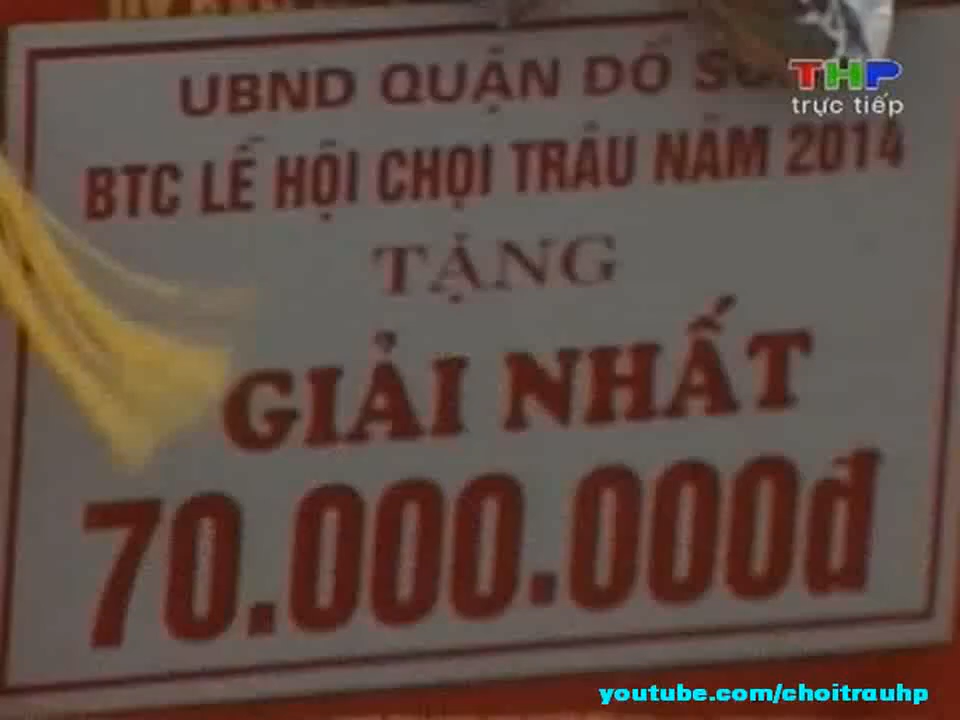 THP
trực tiếp
UBND QUẬN ĐỒ
BTC LỄ HỘI CHỌI TRÂU NĂM 2014
TẶNG
GIẢI NHẤT
70.000.000đ
youtube.com/choitrauhp